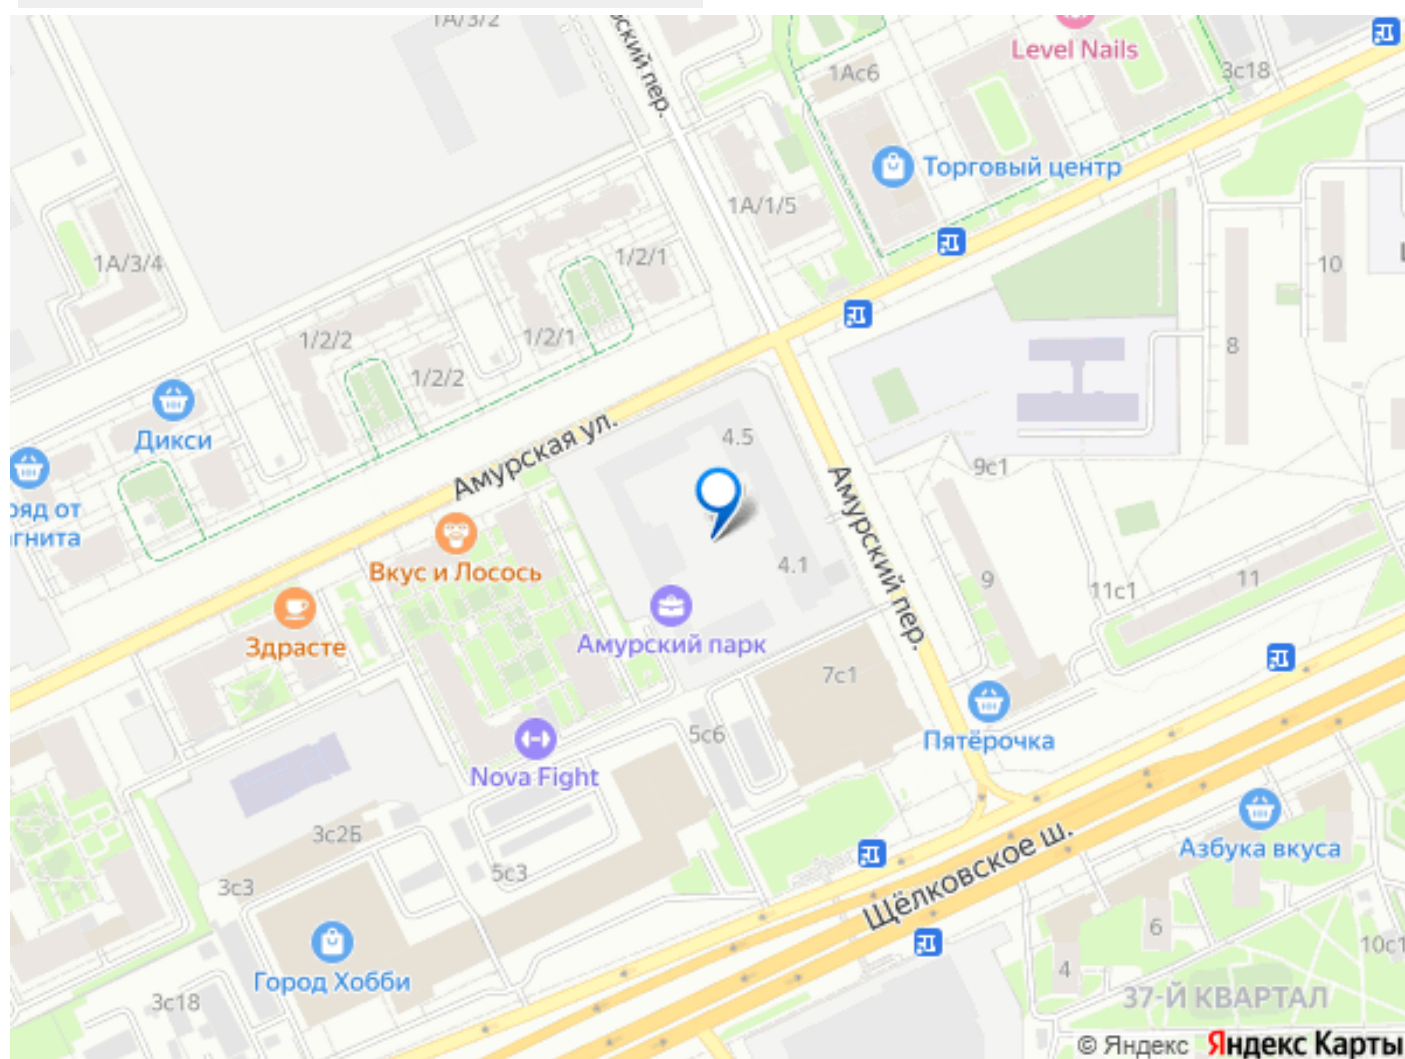 1А/3/2
ский пер.
Level Nails
1Ас6
3с18
Торговый центр
1А/1/5
1А/3/4
1/2/1
10
1/2/2
1/2/1
8
1/2/2
Дикси
4.5
Амурская ул.
9с1
ряд от
гнита
Амурский пер.
Вкус и Лосось
4.1
9
11с1
11
Здрасте
Амурский парк
7с1
5с6
Пятёрочка
Nova Fight
3с2Б
Щёлковское ш.
Азбука вкуса
5с3
3с3
6
10с1
Город Хобби
4
3с18
37-Й КВАРТАЛ
© Яндекс Яндекс Карты